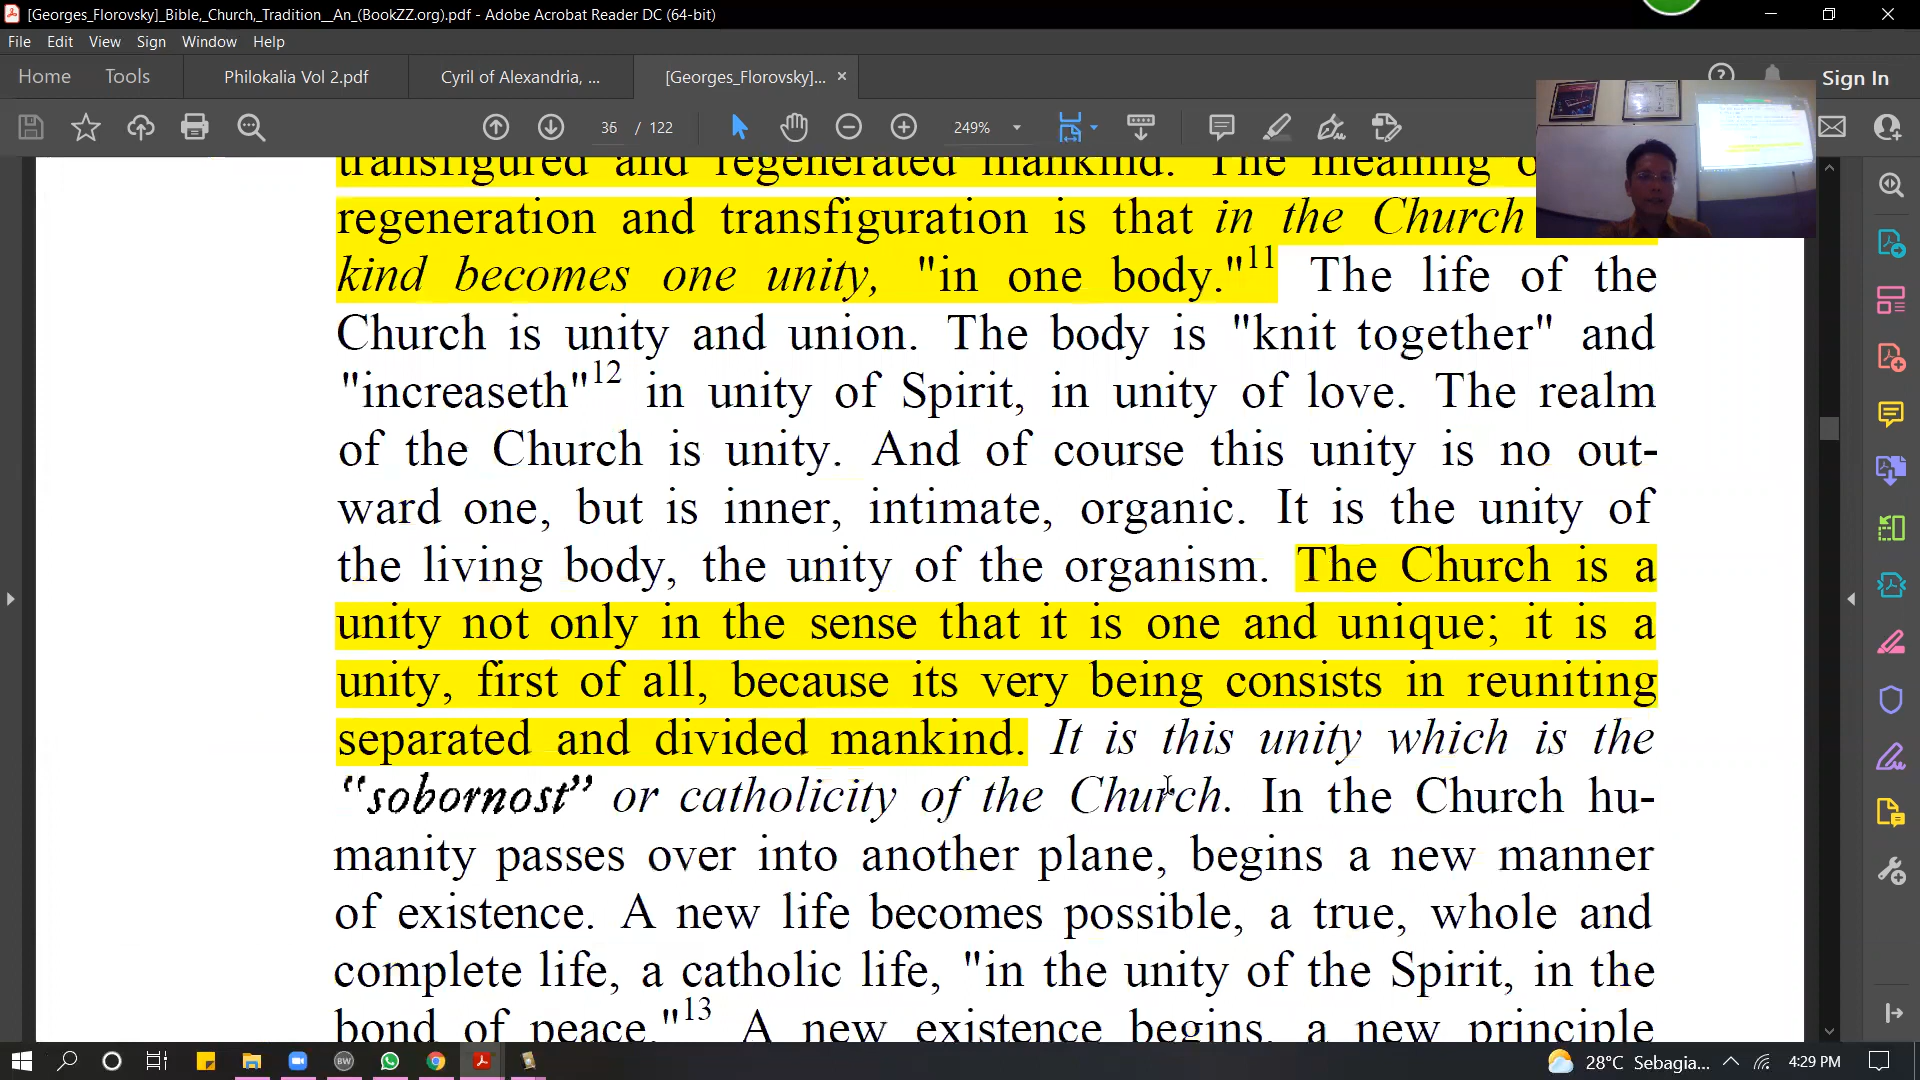 [Georges_Florovsky]_Bible,_Church,_Tradition__An_(BookZZ.org).pdf - Adobe Acrobat Reader DC (64-bit)
File Edit View Sign Window Help
Home Tools Philokalia Vol 2.pdf Cyril of Alexandria, ... [Georges_Florovsky]... × Sign In
36 / 122 249%
transfigured and regenerated mankind. The meaning
regeneration and transfiguration is that in the Church
kind becomes one unity, "in one body."11 The life of the
Church is unity and union. The body is "knit together" and
"increaseth"12 in unity of Spirit, in unity of love. The realm
of the Church is unity. And of course this unity is no out-
ward one, but is inner, intimate, organic. It is the unity of
the living body, the unity of the organism. The Church is a
unity not only in the sense that it is one and unique; it is a
unity, first of all, because its very being consists in reuniting
separated and divided mankind. It is this unity which is the
"sobornost" or catholicity of the Church. In the Church hu-
manity passes over into another plane, begins a new manner
of existence. A new life becomes possible, a true, whole and
complete life, a catholic life, "in the unity of the Spirit, in the
bond of peace."13 A new existence begins, a new principle
BW 28°C Sebagia... 4:29 PM